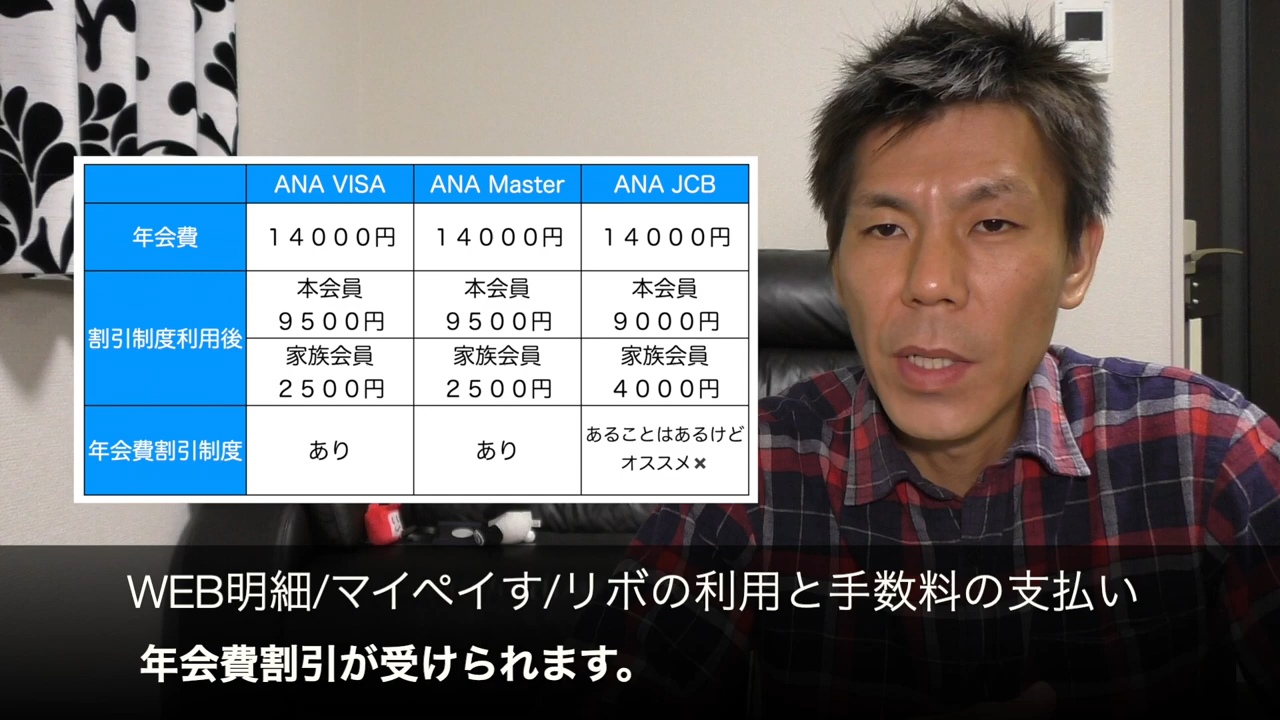 ANA VISA ANA Master ANA JCB
年会費 14000円 14000円 14000円
本会員 本会員 本会員
9500円 9500円 9000円
割引制度利用後
家族会員 家族会員 家族会員
2500円 2500円 4000円
年会費割引制度 あり あり あることはあるけど
オススメ✖
WEB明細/マイペイす/リボの利用と手数料の支払い
年会費割引が受けられます。